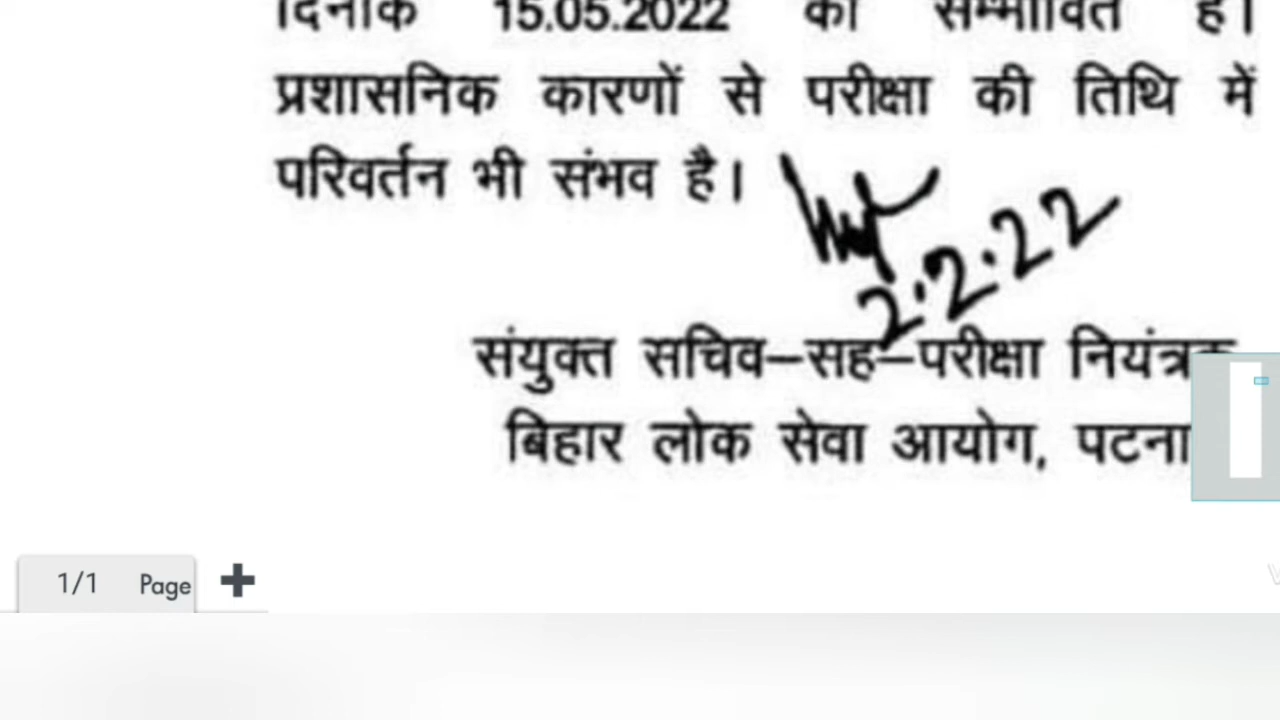 दिनांक 15.05.2022 को सम्भावित है।
प्रशासनिक कारणों से परीक्षा की तिथि में
परिवर्तन भी संभव है।
2.2.22
संयुक्त सचिव–सह–परीक्षा नियंत्रक
बिहार लोक सेवा आयोग, पटना
1/1 Page